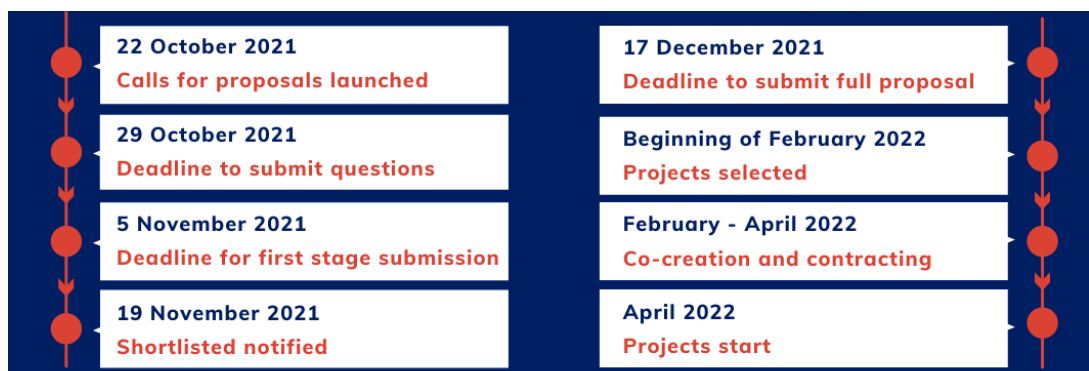 22 October 2021
Calls for proposals launched
29 October 2021
Deadline to submit questions
5 November 2021
Deadline for first stage submission
19 November 2021
Shortlisted notified
17 December 2021
Deadline to submit full proposal
Beginning of February 2022
Projects selected
February - April 2022
Co-creation and contracting
April 2022
Projects start